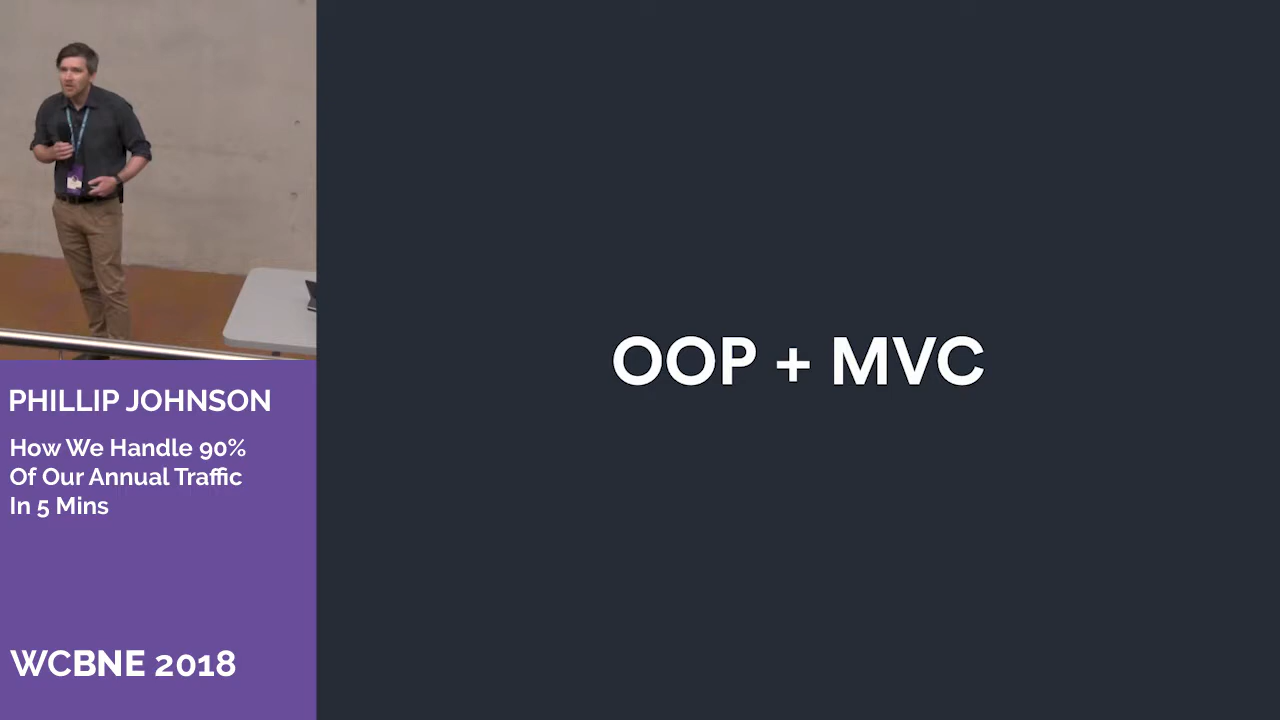 PHILLIP JOHNSON
How We Handle 90%
Of Our Annual Traffic
In 5 Mins
WCBNE 2018
OOP + MVC